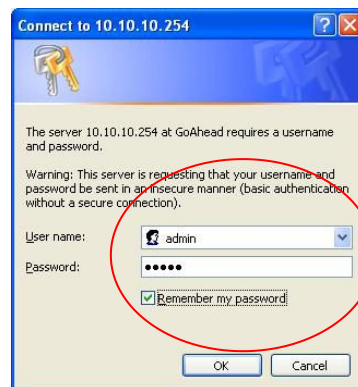 Connect to 10.10.10.254
The server 10.10.10.254 at GoAhead requires a username
and password.
Warning: This server is requesting that your username and
password be sent in an insecure manner (basic authentication
without a secure connection).
User name:
admin
Password:
•••••
Remember my password
OK
Cancel